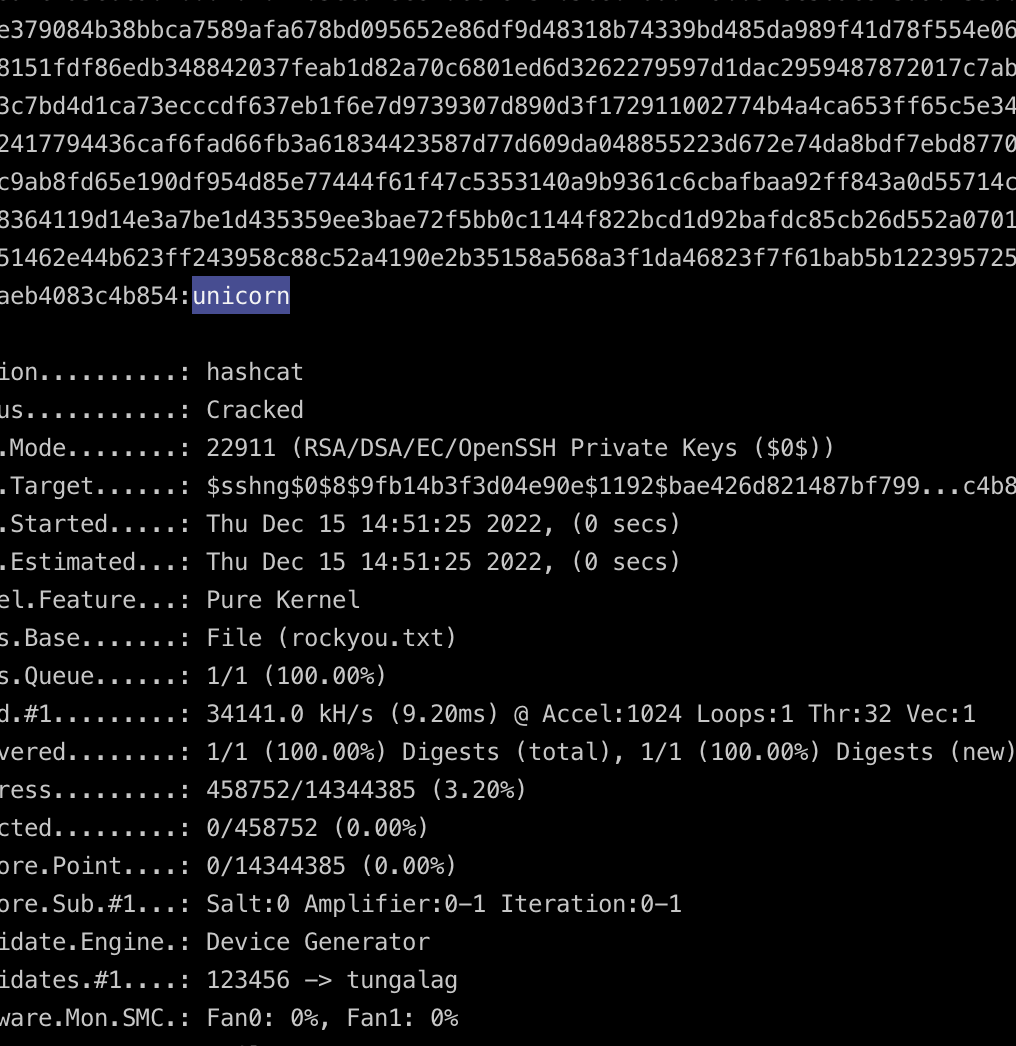 e379084b38bbca7589afa678bd095652e86df9d48318b74339bd485da989f41d78f554e06
8151fdf86edb348842037feab1d82a70c6801ed6d3262279597d1dac2959487872017c7ab
3c7bd4d1ca73ecccdf637eb1f6e7d9739307d890d3f172911002774b4a4ca653ff65c5e34
2417794436caf6fad66fb3a61834423587d77d609da048855223d672e74da8bdf7ebd8770
c9ab8fd65e190df954d85e77444f61f47c5353140a9b9361c6cbafbaa92ff843a0d55714c
8364119d14e3a7be1d435359ee3bae72f5bb0c1144f822bcd1d92bafdc85cb26d552a0701
51462e44b623ff243958c88c52a4190e2b35158a568a3f1da46823f7f61bab5b122395725
aeb4083c4b854:unicorn
ion..........: hashcat
us...........: Cracked
.Mode........: 22911 (RSA/DSA/EC/OpenSSH Private Keys ($0$))
.Target......: $sshng$0$8$9fb14b3f3d04e90e$1192$bae426d821487bf799...c4b8
.Started.....: Thu Dec 15 14:51:25 2022, (0 secs)
.Estimated...: Thu Dec 15 14:51:25 2022, (0 secs)
el.Feature...: Pure Kernel
s.Base.......: File (rockyou.txt)
s.Queue......: 1/1 (100.00%)
d.#1.........: 34141.0 kH/s (9.20ms) @ Accel:1024 Loops:1 Thr:32 Vec:1
vered........: 1/1 (100.00%) Digests (total), 1/1 (100.00%) Digests (new)
ress.........: 458752/14344385 (3.20%)
cted.........: 0/458752 (0.00%)
ore.Point....: 0/14344385 (0.00%)
ore.Sub.#1...: Salt:0 Amplifier:0-1 Iteration:0-1
idate.Engine.: Device Generator
idates.#1....: 123456 -> tungalag
ware.Mon.SMC.: Fan0: 0%, Fan1: 0%